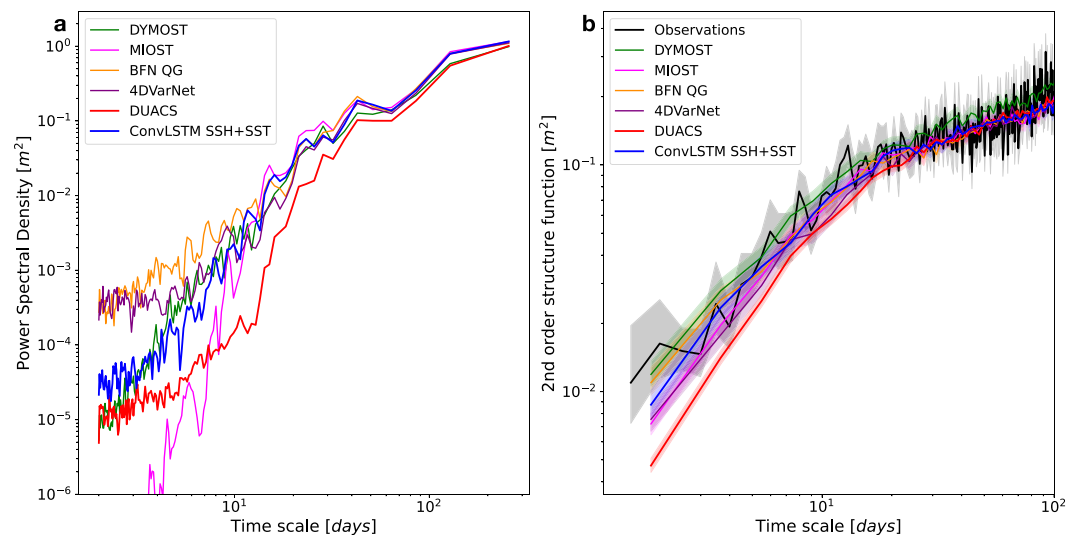 a
DYMOST
MIOST
BFN QG
4DVarNet
DUACS
ConvLSTM SSH+SST
Power Spectral Density [m²]
10⁰
10⁻¹
10⁻²
10⁻³
10⁻⁴
10⁻⁵
10⁻⁶
10¹
10²
Time scale [days]
b
Observations
DYMOST
MIOST
BFN QG
4DVarNet
DUACS
ConvLSTM SSH+SST
2nd order structure function [m²]
10⁻¹
10⁻²
10¹
10²
Time scale [days]